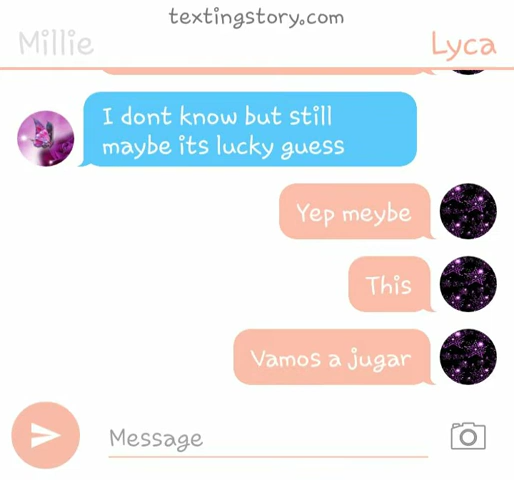 textingstory.com
Millie
Lyca
I dont know but still
maybe its lucky guess
Yep meybe
This
Vamos a jugar
Message